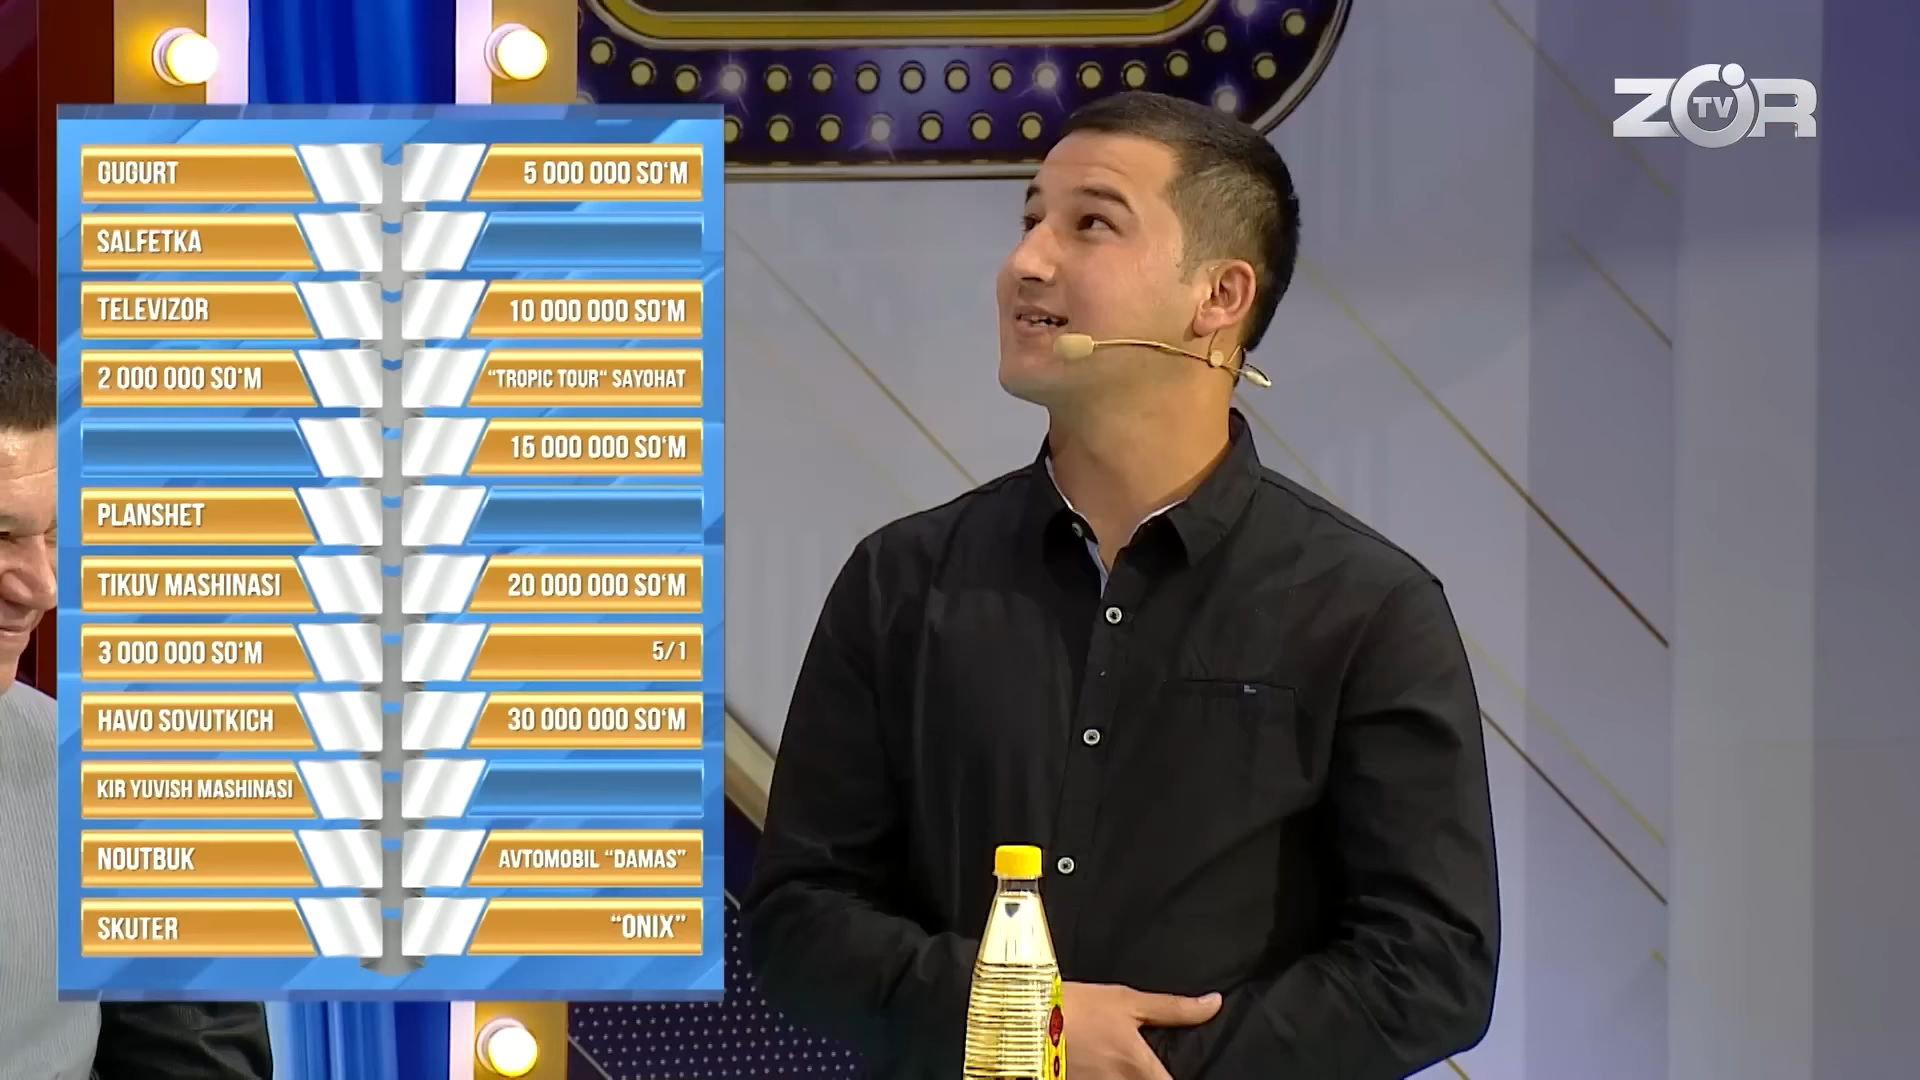 ZOR TV
GUGURT
5 000 000 SO‘M
SALFETKA
TELEVIZOR
10 000 000 SO‘M
2 000 000 SO‘M
“TROPIC TOUR“ SAYOHAT
15 000 000 SO‘M
PLANSHET
TIKUV MASHINASI
20 000 000 SO‘M
3 000 000 SO‘M
5/1
HAVO SOVUTKICH
30 000 000 SO‘M
KIR YUVISH MASHINASI
NOUTBUK
AVTOMOBIL “DAMAS”
SKUTER
“ONIX”